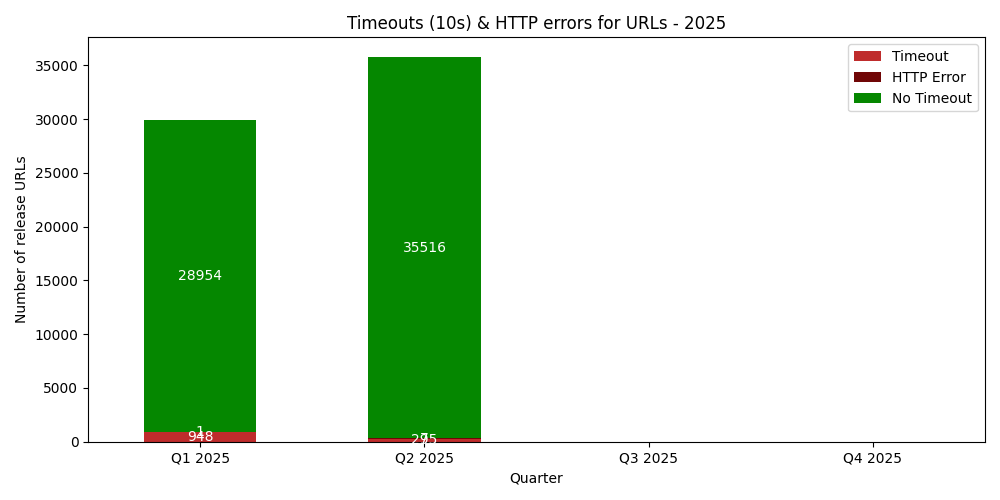 Timeouts (10s) & HTTP errors for URLs - 2025
Timeout
HTTP Error
No Timeout
Number of release URLs
35000
30000
25000
20000
15000
10000
5000
0
28954
1
948
35516
Q1 2025
Q2 2025
Q3 2025
Q4 2025
Quarter